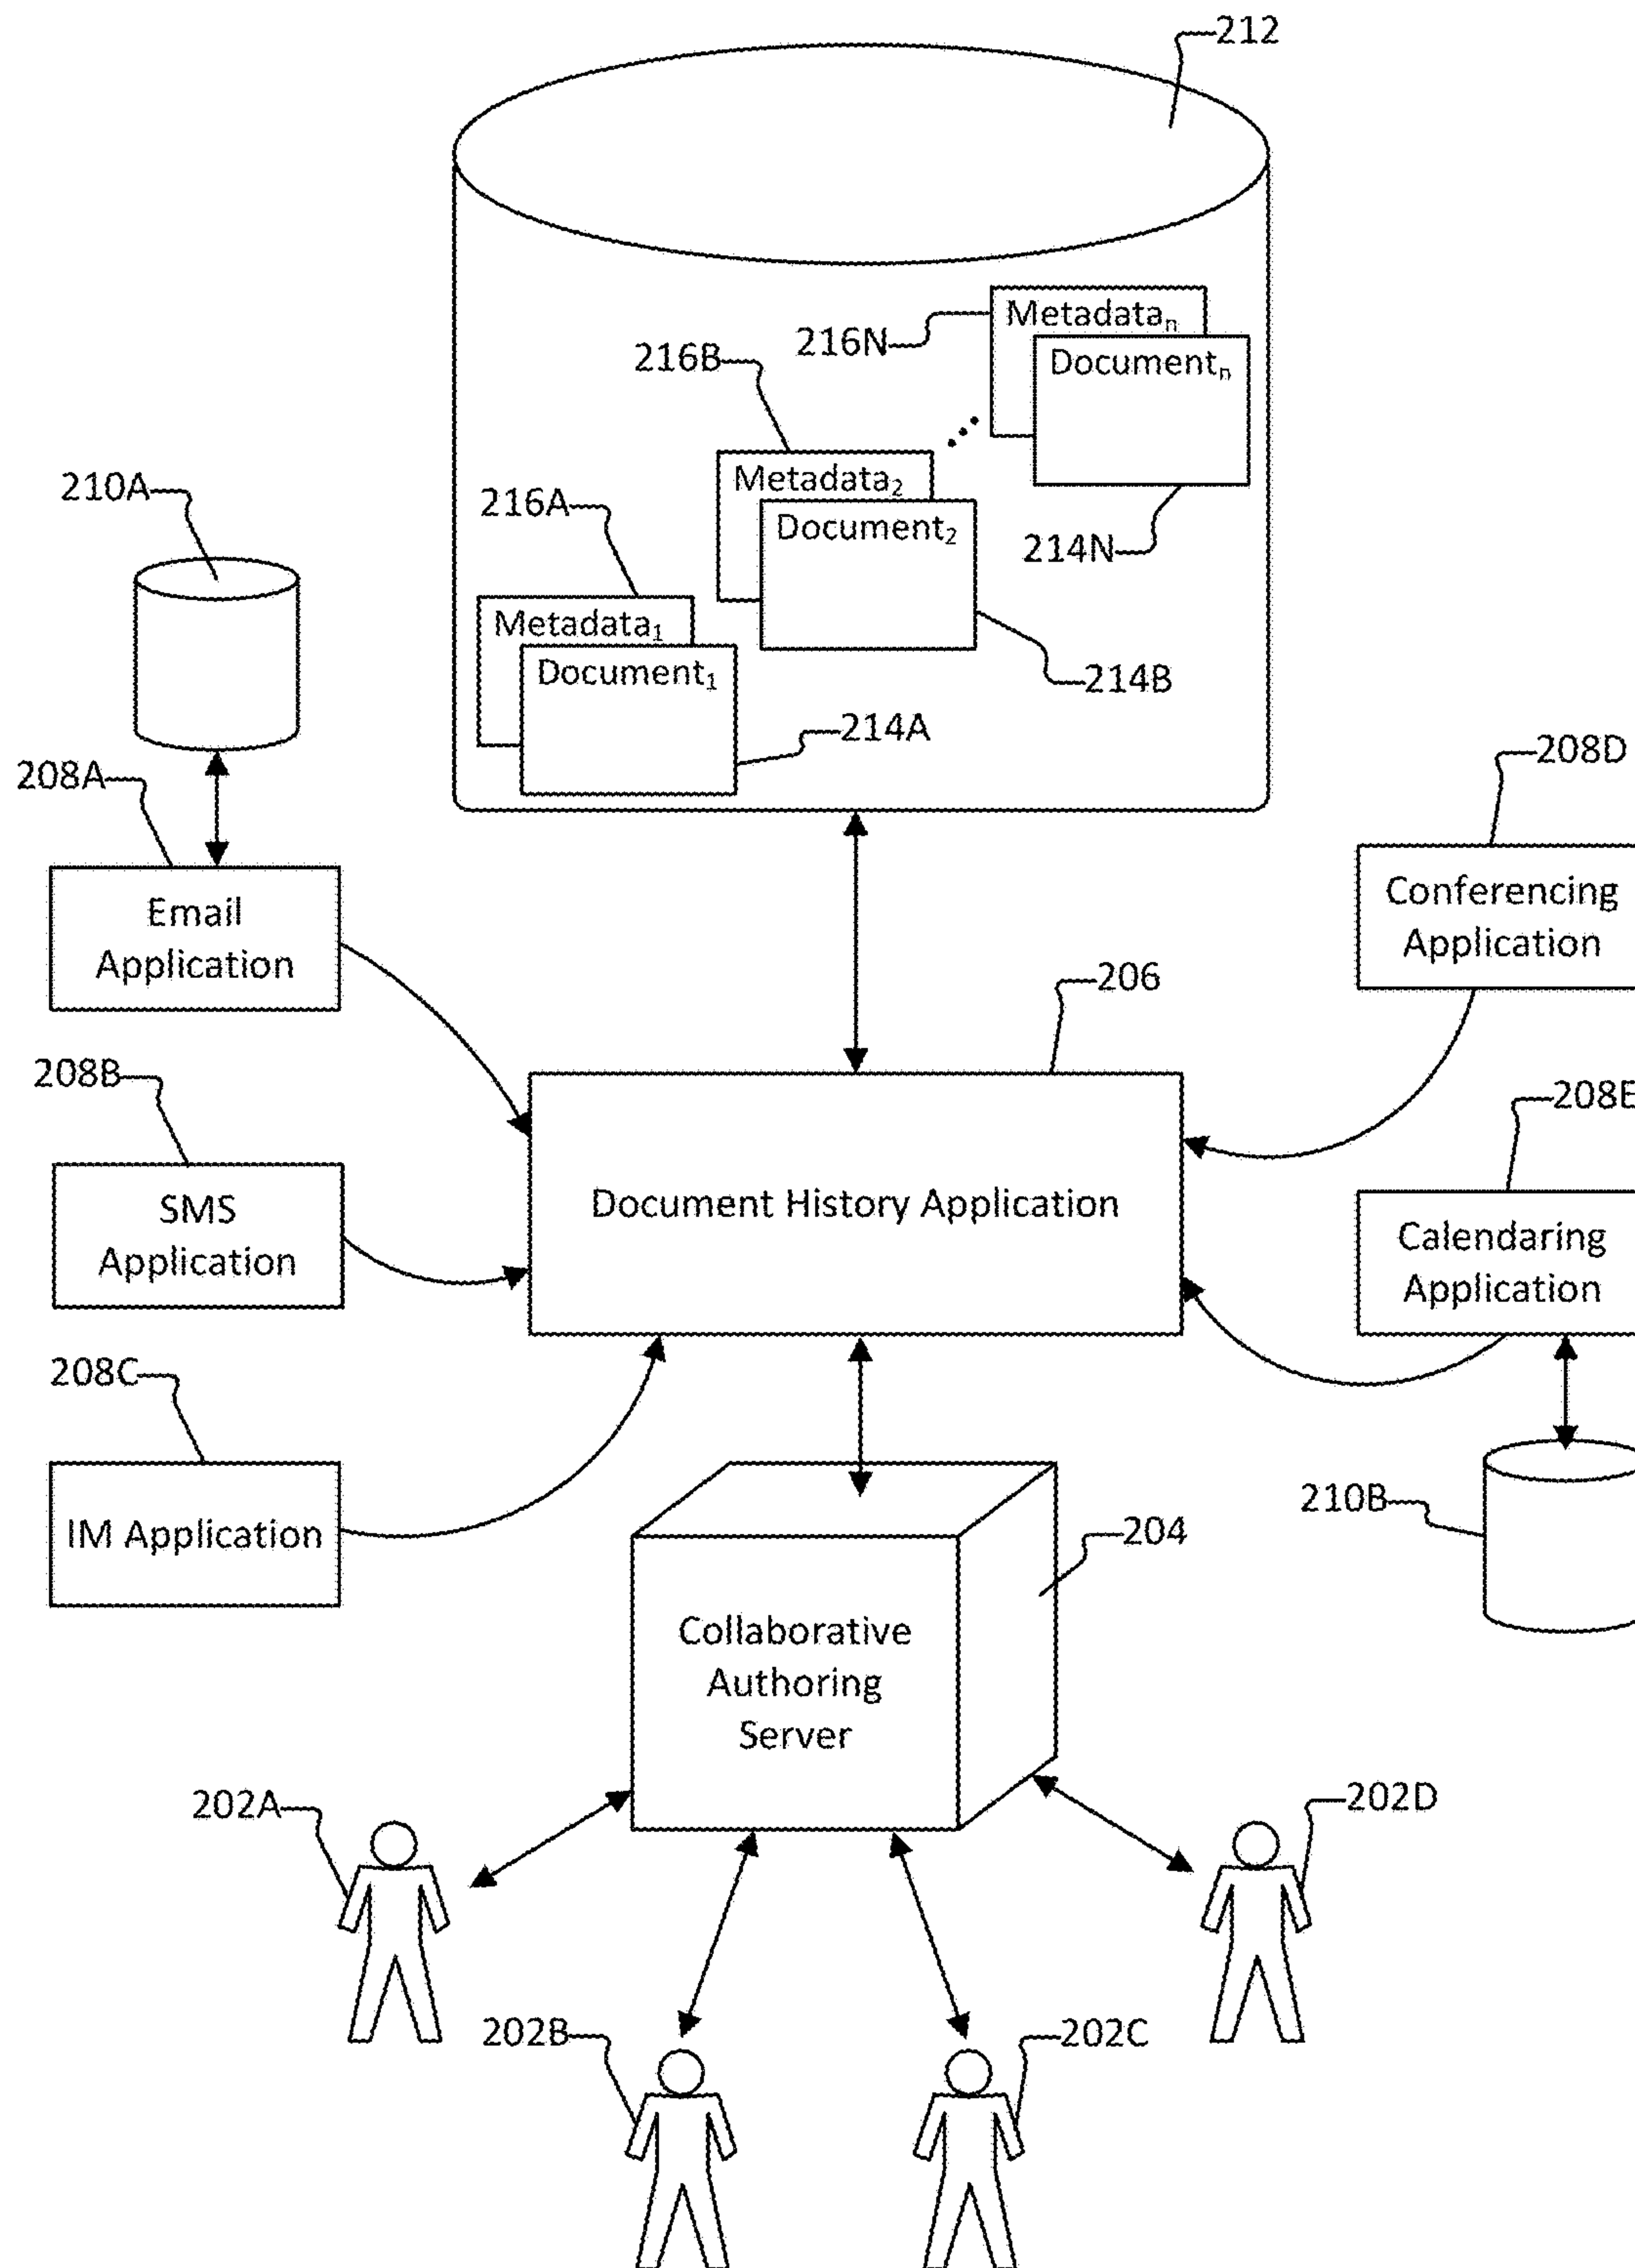 212
Metadataₙ
216N
Documentₙ
216B
Metadata₂
210A
216A
Document₂
214N
Metadata₁
Document₁
214B
214A
208D
208A
Conferencing
Application
Email
Application
206
208B
208E
SMS
Application
Document History Application
Calendaring
Application
208C
210B
IM Application
204
Collaborative
Authoring
Server
202A
202D
202B
202C